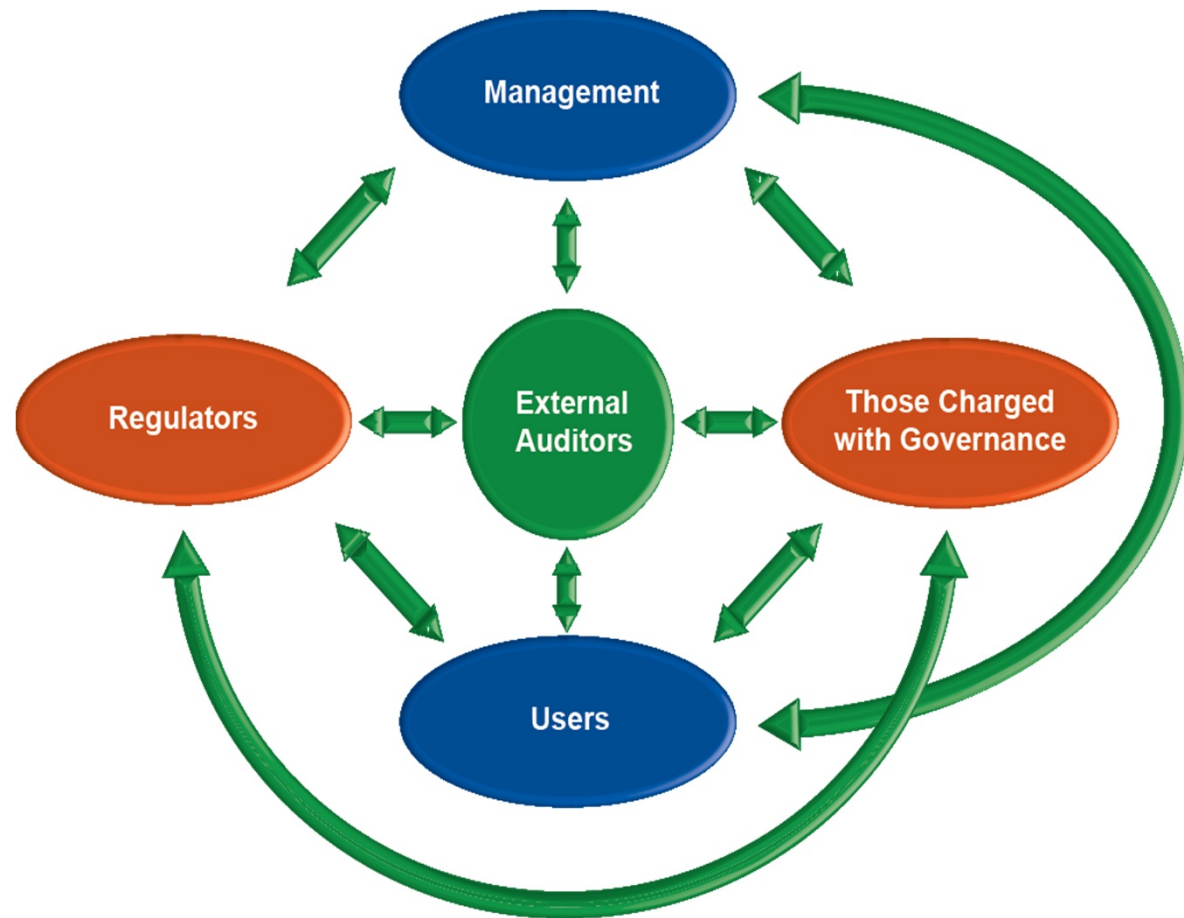 Management
Regulators
External
Auditors
Those Charged
with Governance
Users